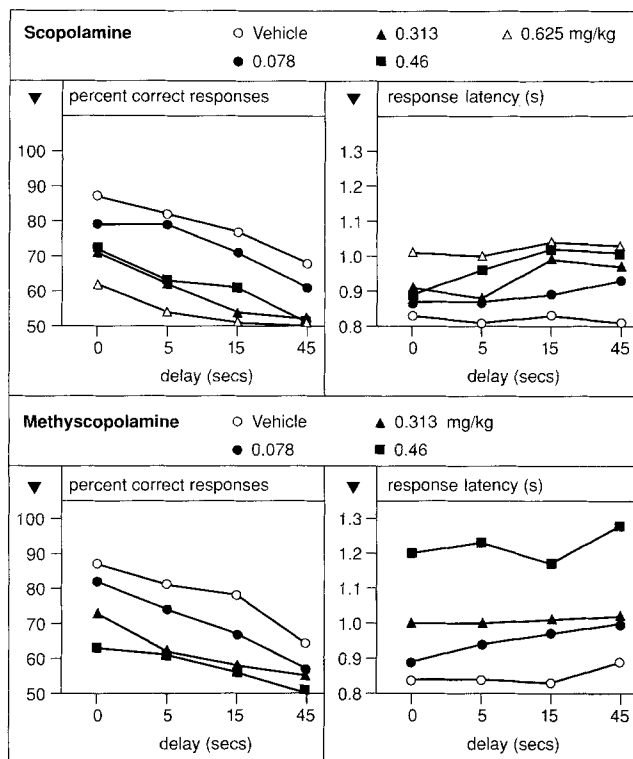 Scopolamine ○ Vehicle ▲ 0.313 △ 0.625 mg/kg
● 0.078 ■ 0.46
▼ percent correct responses ▼ response latency (s)
100
90
80
70
60
50
0 5 15 45
delay (secs)
1.3
1.2
1.1
1.0
0.9
0.8
0 5 15 45
delay (secs)
Methyscopolamine ○ Vehicle ▲ 0.313 mg/kg
● 0.078 ■ 0.46
▼ percent correct responses ▼ response latency (s)
100
90
80
70
60
50
0 5 15 45
delay (secs)
1.3
1.2
1.1
1.0
0.9
0.8
0 5 15 45
delay (secs)